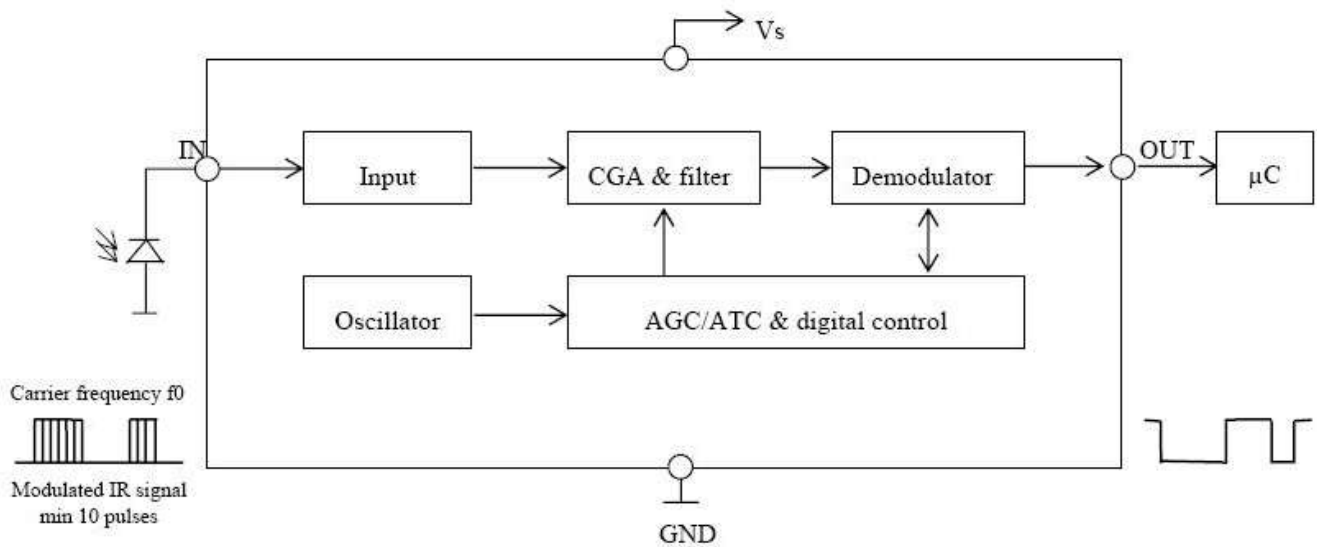 Vs
IN
Input
CGA & filter
Demodulator
OUT
µC
Oscillator
AGC/ATC & digital control
Carrier frequency f0
Modulated IR signal
min 10 pulses
GND